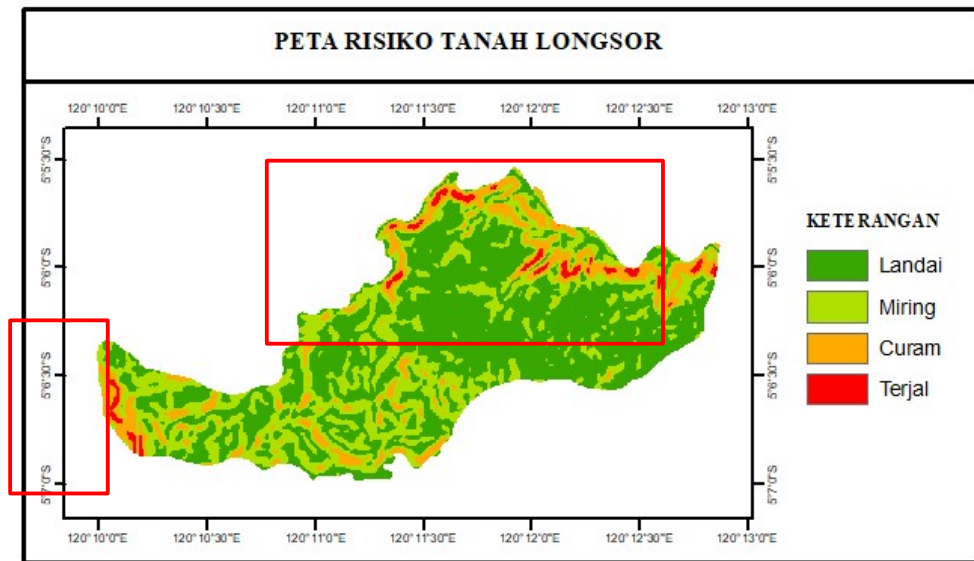 PETA RISIKO TANAH LONGSOR
120°10'0"E 120°10'30"E 120°11'0"E 120°11'30"E 120°12'0"E 120°12'30"E 120°13'0"E
5°5'30"S 5°5'30"S
5°6'0"S 5°6'0"S
5°6'30"S 5°6'30"S
5°7'0"S 5°7'0"S
120°10'0"E 120°10'30"E 120°11'0"E 120°11'30"E 120°12'0"E 120°12'30"E 120°13'0"E
KETERANGAN
Landai
Miring
Curam
Terjal